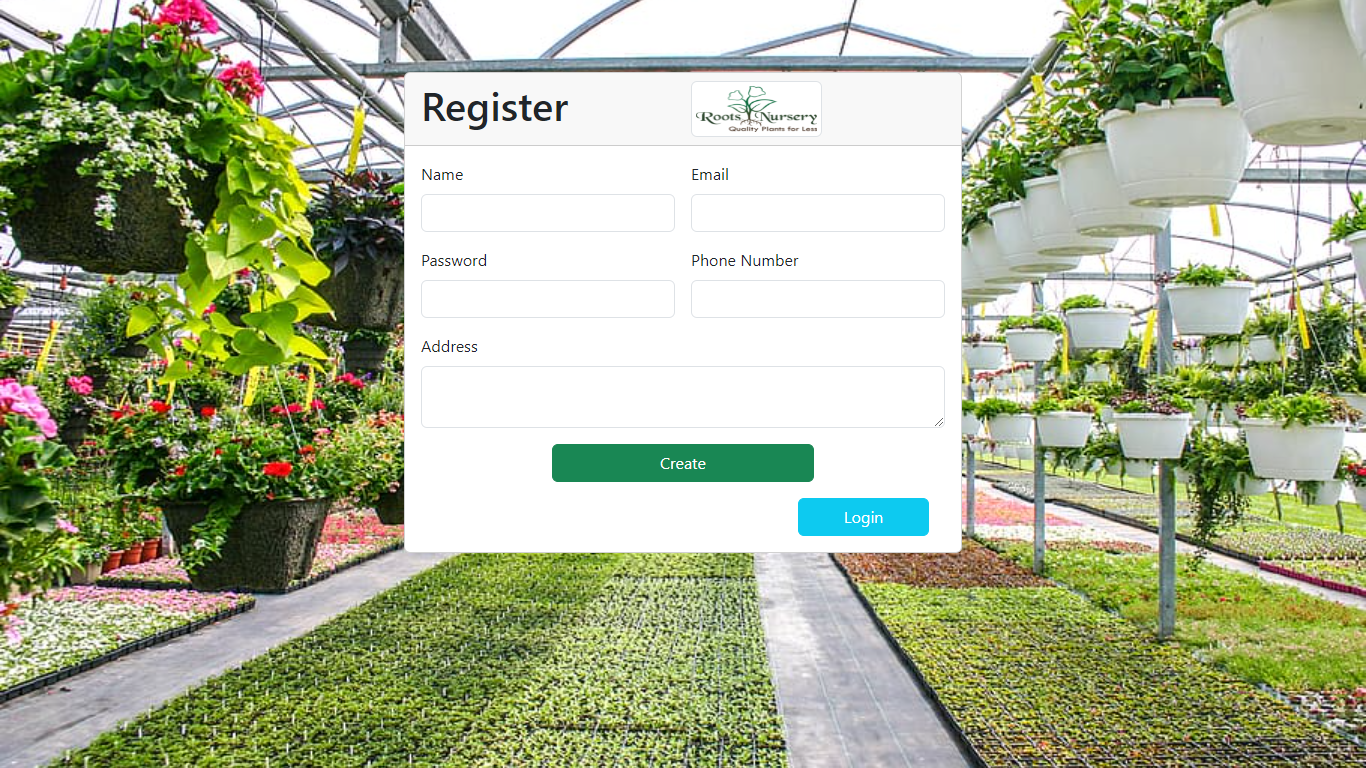 Register
Roots Nursery
Quality Plants for Less
Name
Email
Password
Phone Number
Address
Create
Login